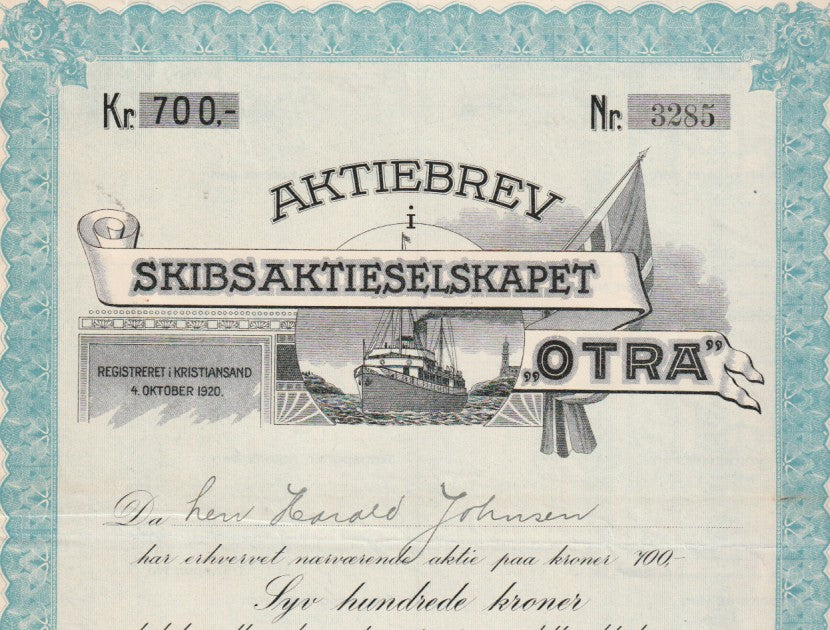 Kr. 700,-
Nr. 3285
AKTIEBREV
i
SKIBSAKTIESELSKAPET
„OTRA”
REGISTRERET I KRISTIANSAND
4. OKTOBER 1920.
Da herr Harald Johnsen
har erhvervet nærværende aktie paa kroner 700,-
Syv hundrede kroner